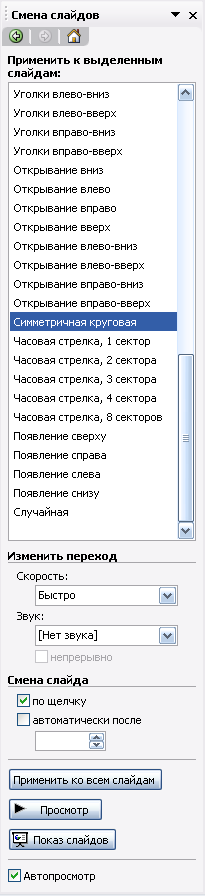 Смена слайдов
Применить к выделенным
слайдам:
Уголки влево-вниз
Уголки влево-вверх
Уголки вправо-вниз
Уголки вправо-вверх
Открывание вниз
Открывание влево
Открывание вправо
Открывание вверх
Открывание влево-вниз
Открывание влево-вверх
Открывание вправо-вниз
Открывание вправо-вверх
Симметричная круговая
Часовая стрелка, 1 сектор
Часовая стрелка, 2 сектора
Часовая стрелка, 3 сектора
Часовая стрелка, 4 сектора
Часовая стрелка, 8 секторов
Появление сверху
Появление справа
Появление слева
Появление снизу
Случайная
Изменить переход
Скорость:
Быстро
Звук:
[Нет звука]
непрерывно
Смена слайда
по щелчку
автоматически после
Применить ко всем слайдам
Просмотр
Показ слайдов
Автопросмотр